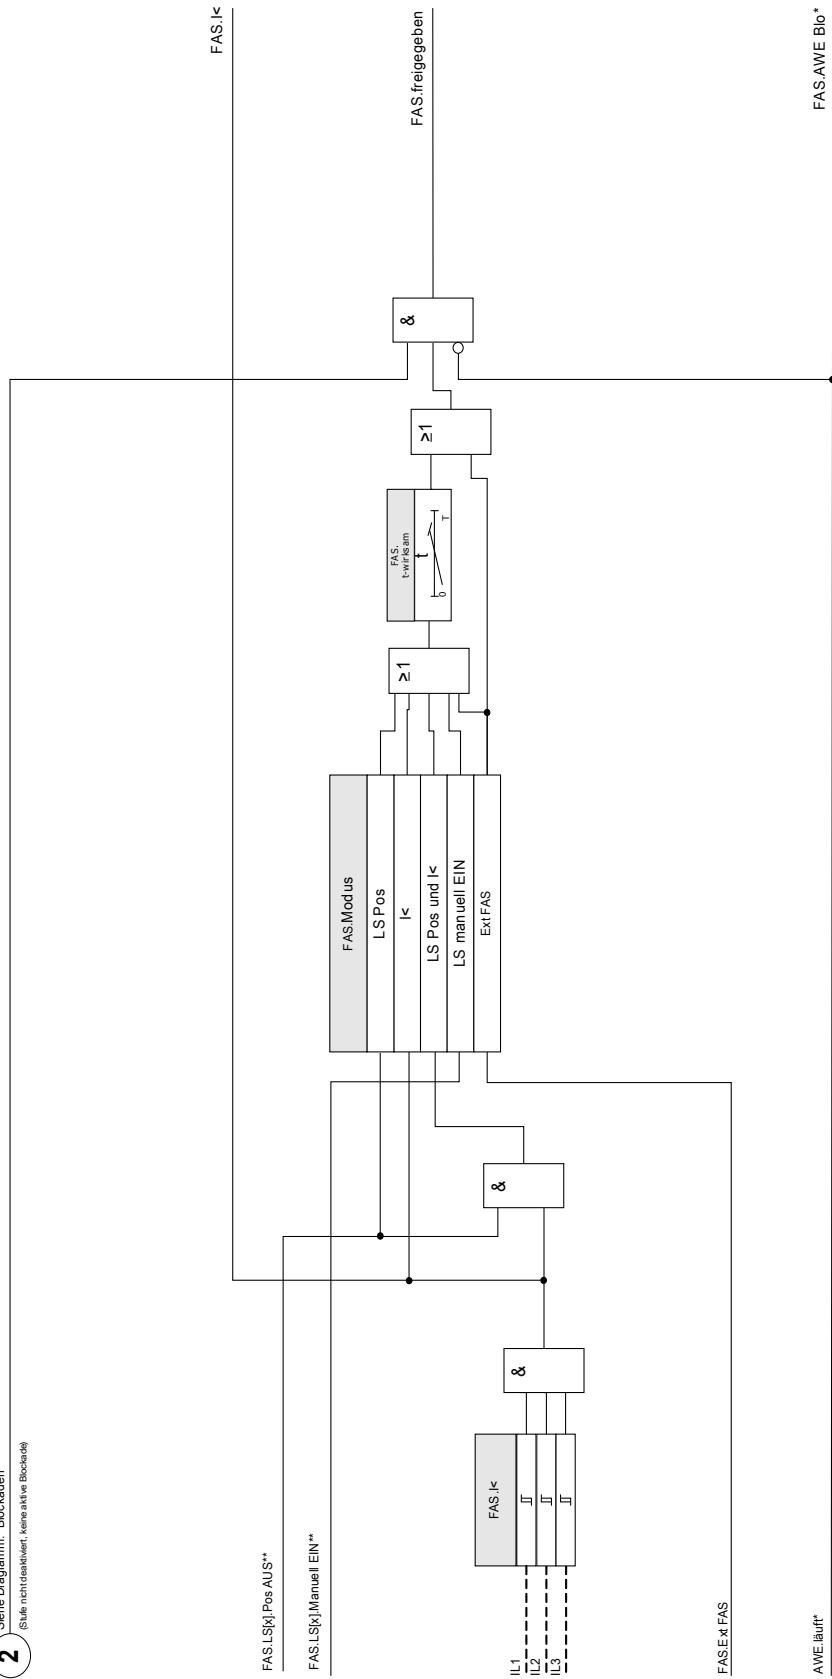 2
Siehe Diagramm: Blockaden
(Stufe nicht deaktiviert, keine aktive Blockade)
FAS.LS[x].Pos AUS**
FAS.LS[x].Manuell EIN**
IL1
IL2
IL3
FAS.I<
&
&
FAS.Ext FAS
AWE.läuft*
FAS.Modus
LS Pos
I<
LS Pos und I<
LS manuell EIN
Ext FAS
≥1
FAS.
t-wirksam
t
0
T
≥1
&
FAS.I<
FAS.freigegeben
FAS.AWE Blo*